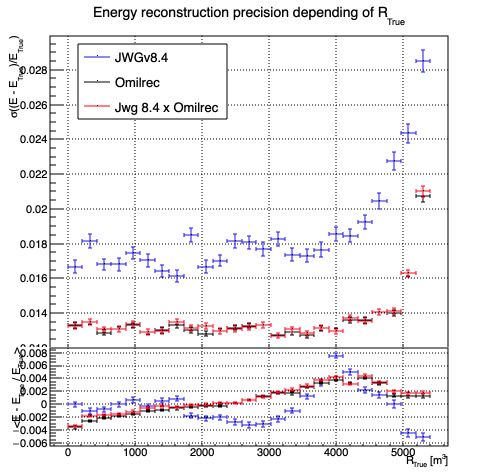 Energy reconstruction precision depending of R_True
σ((E - E_True)/E_True)
JWGv8.4
Omilrec
Jwg 8.4 x Omilrec
0.028
0.026
0.024
0.022
0.02
0.018
0.016
0.014
0.008
0.006
0.004
0.002
0
−0.002
−0.004
−0.006
0 1000 2000 3000 4000 5000
R_True [m³]